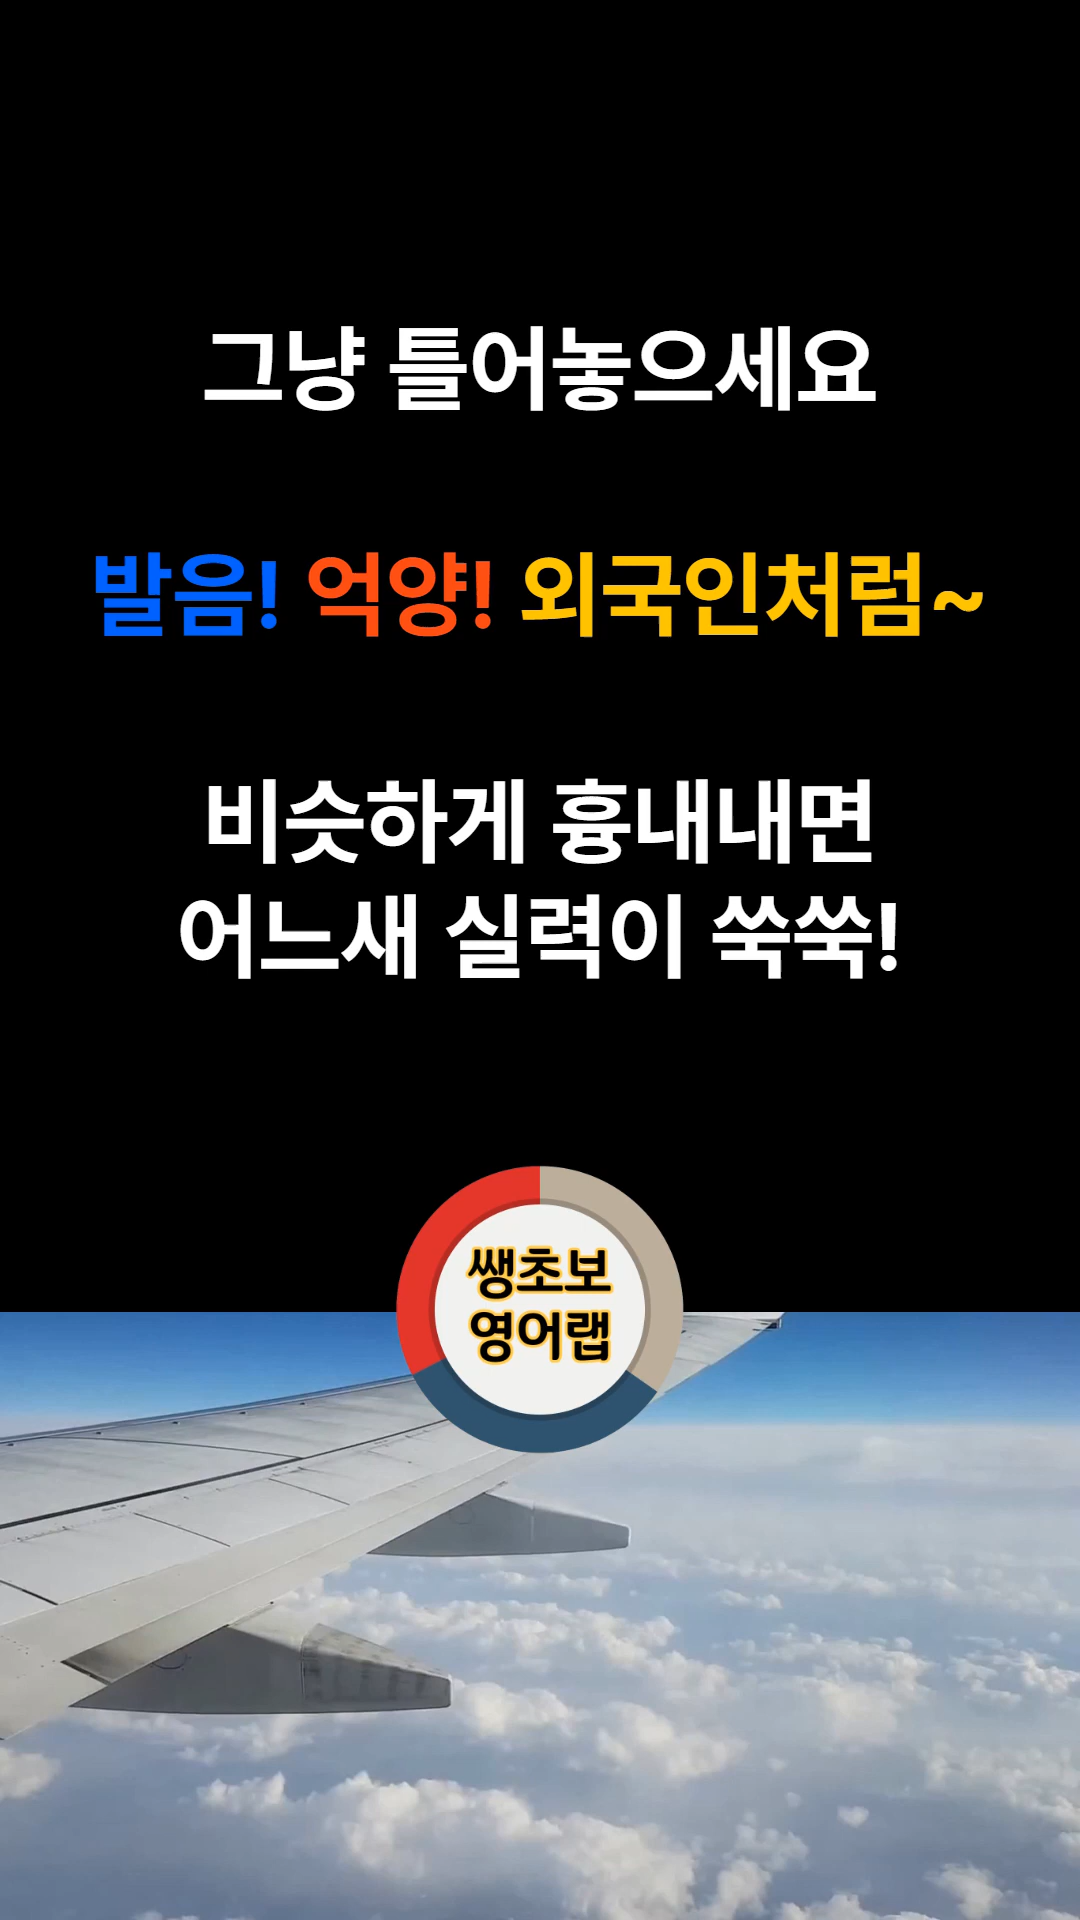 그냥 틀어놓으세요
발음! 억양! 외국인처럼~
비슷하게 흉내내면
어느새 실력이 쑥쑥!
쌩초보
영어랩